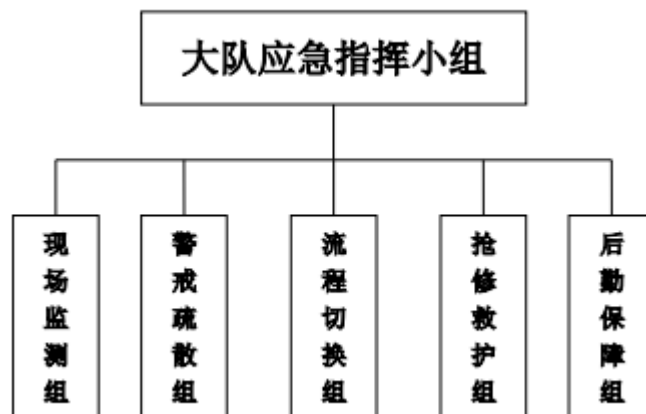 大队应急指挥小组
现场监测组
警戒疏散组
流程切换组
抢修救护组
后勤保障组